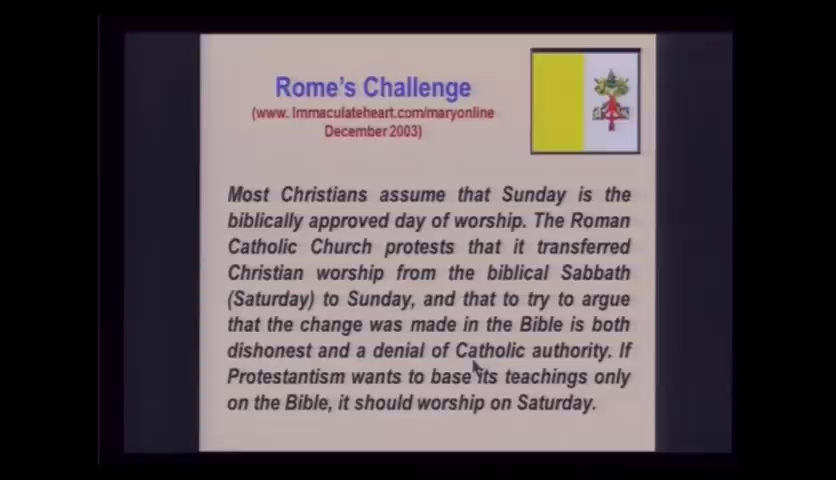 Rome's Challenge
(www. Immaculateheart.com/maryonline
December 2003)
Most Christians assume that Sunday is the
biblically approved day of worship. The Roman
Catholic Church protests that it transferred
Christian worship from the biblical Sabbath
(Saturday) to Sunday, and that to try to argue
that the change was made in the Bible is both
dishonest and a denial of Catholic authority. If
Protestantism wants to base its teachings only
on the Bible, it should worship on Saturday.